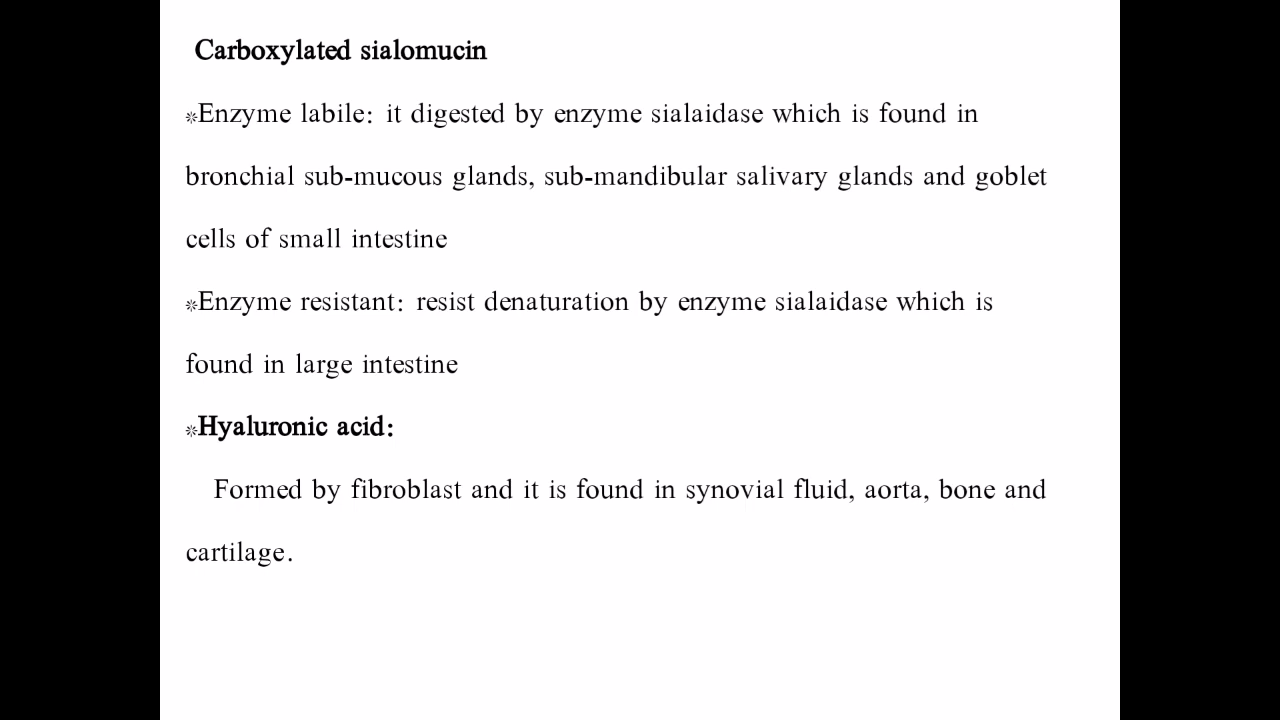 Carboxylated sialomucin
*Enzyme labile: it digested by enzyme sialaidase which is found in
bronchial sub-mucous glands, sub-mandibular salivary glands and goblet
cells of small intestine
*Enzyme resistant: resist denaturation by enzyme sialaidase which is
found in large intestine
*Hyaluronic acid:
Formed by fibroblast and it is found in synovial fluid, aorta, bone and
cartilage.